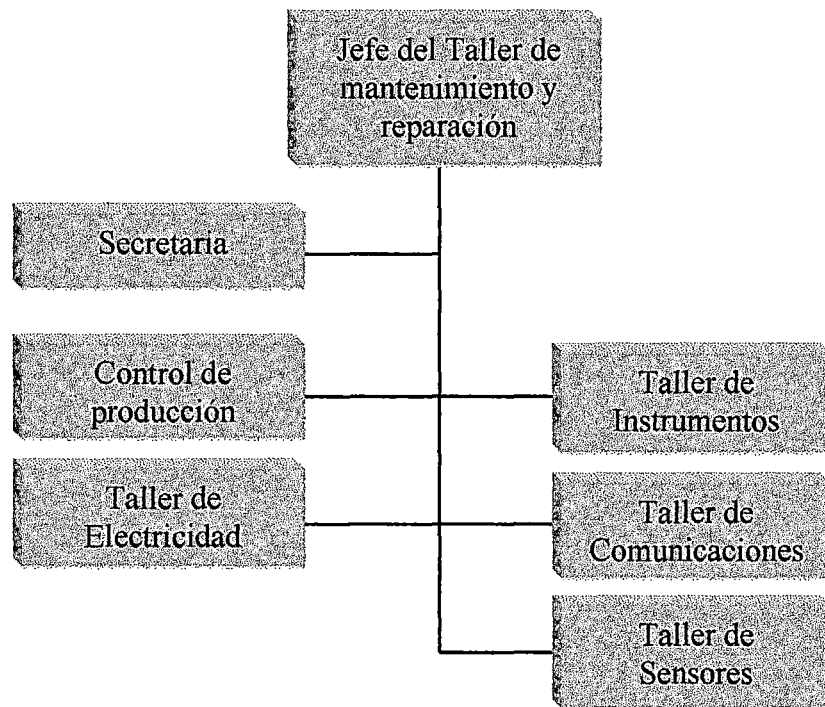 Jefe del Taller de
mantenimiento y
reparación
Secretaria
Control de
producción
Taller de
Instrumentos
Taller de
Electricidad
Taller de
Comunicaciones
Taller de
Sensores